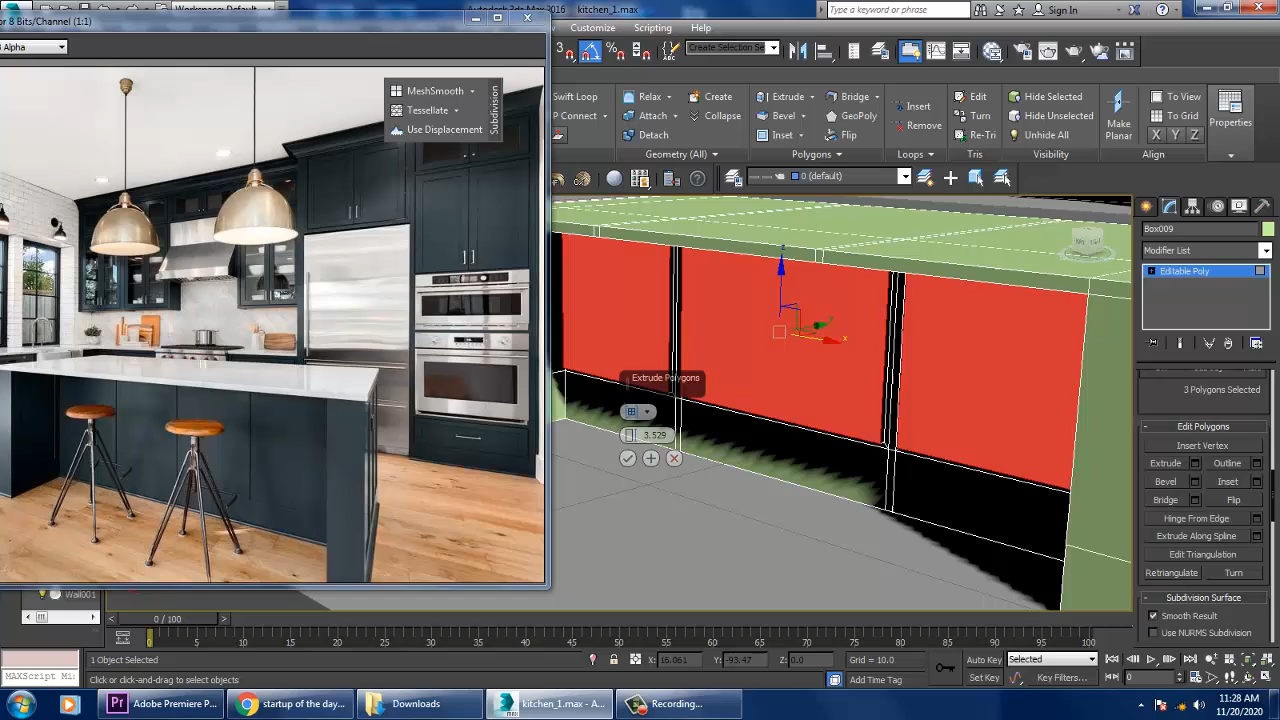 or 8 Bits/Channel (1:1)
Workspace: Default
Autodesk 3ds Max 2016
kitchen_1.max
Type a keyword or phrase
Sign In
Alpha
Customize
Scripting
Help
Create Selection Se
MeshSmooth
Tessellate
Use Displacement
Subdivision
Swift Loop
P Connect
Relax
Create
Attach
Collapse
Detach
Geometry (All)
Extrude
Bridge
Bevel
GeoPoly
Inset
Flip
Polygons
Insert
Remove
Loops
Edit
Turn
Re-Tri
Tris
Hide Selected
Hide Unselected
Unhide All
Visibility
Make
Planar
To View
To Grid
X Y Z
Align
Properties
0 (default)
Box009
Modifier List
Editable Poly
z
x
Extrude Polygons
3.529
3 Polygons Selected
Edit Polygons
Insert Vertex
Extrude
Outline
Bevel
Inset
Bridge
Flip
Hinge From Edge
Extrude Along Spline
Edit Triangulation
Retriangulate
Turn
Subdivision Surface
Smooth Result
Use NURMS Subdivision
Wall001
0 / 100
0 5 10 15 20 25 30 35 40 45 50 55 60 65 70 75 80 85 90 95 100
1 Object Selected
X: 16.061
Y: -93.47
Z: 0.0
Grid = 10.0
Auto Key
Selected
MAXScript Mi
Click or click-and-drag to select objects
Add Time Tag
Set Key
Key Filters...
0
Adobe Premiere P...
startup of the day...
Downloads
kitchen_1.max - A...
Recording...
11:28 AM
11/20/2020